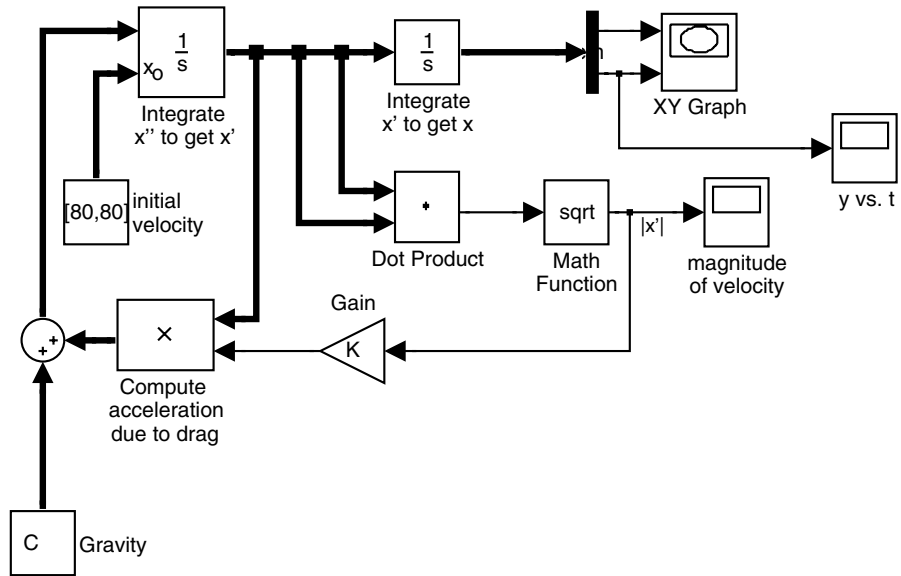 1
s
xo
Integrate
x'' to get x'
1
s
Integrate
x' to get x
XY Graph
y vs. t
[80,80]
initial
velocity
Dot Product
sqrt
Math
Function
|x'|
magnitude
of velocity
Gain
K
×
Compute
acceleration
due to drag
+
+
C
Gravity